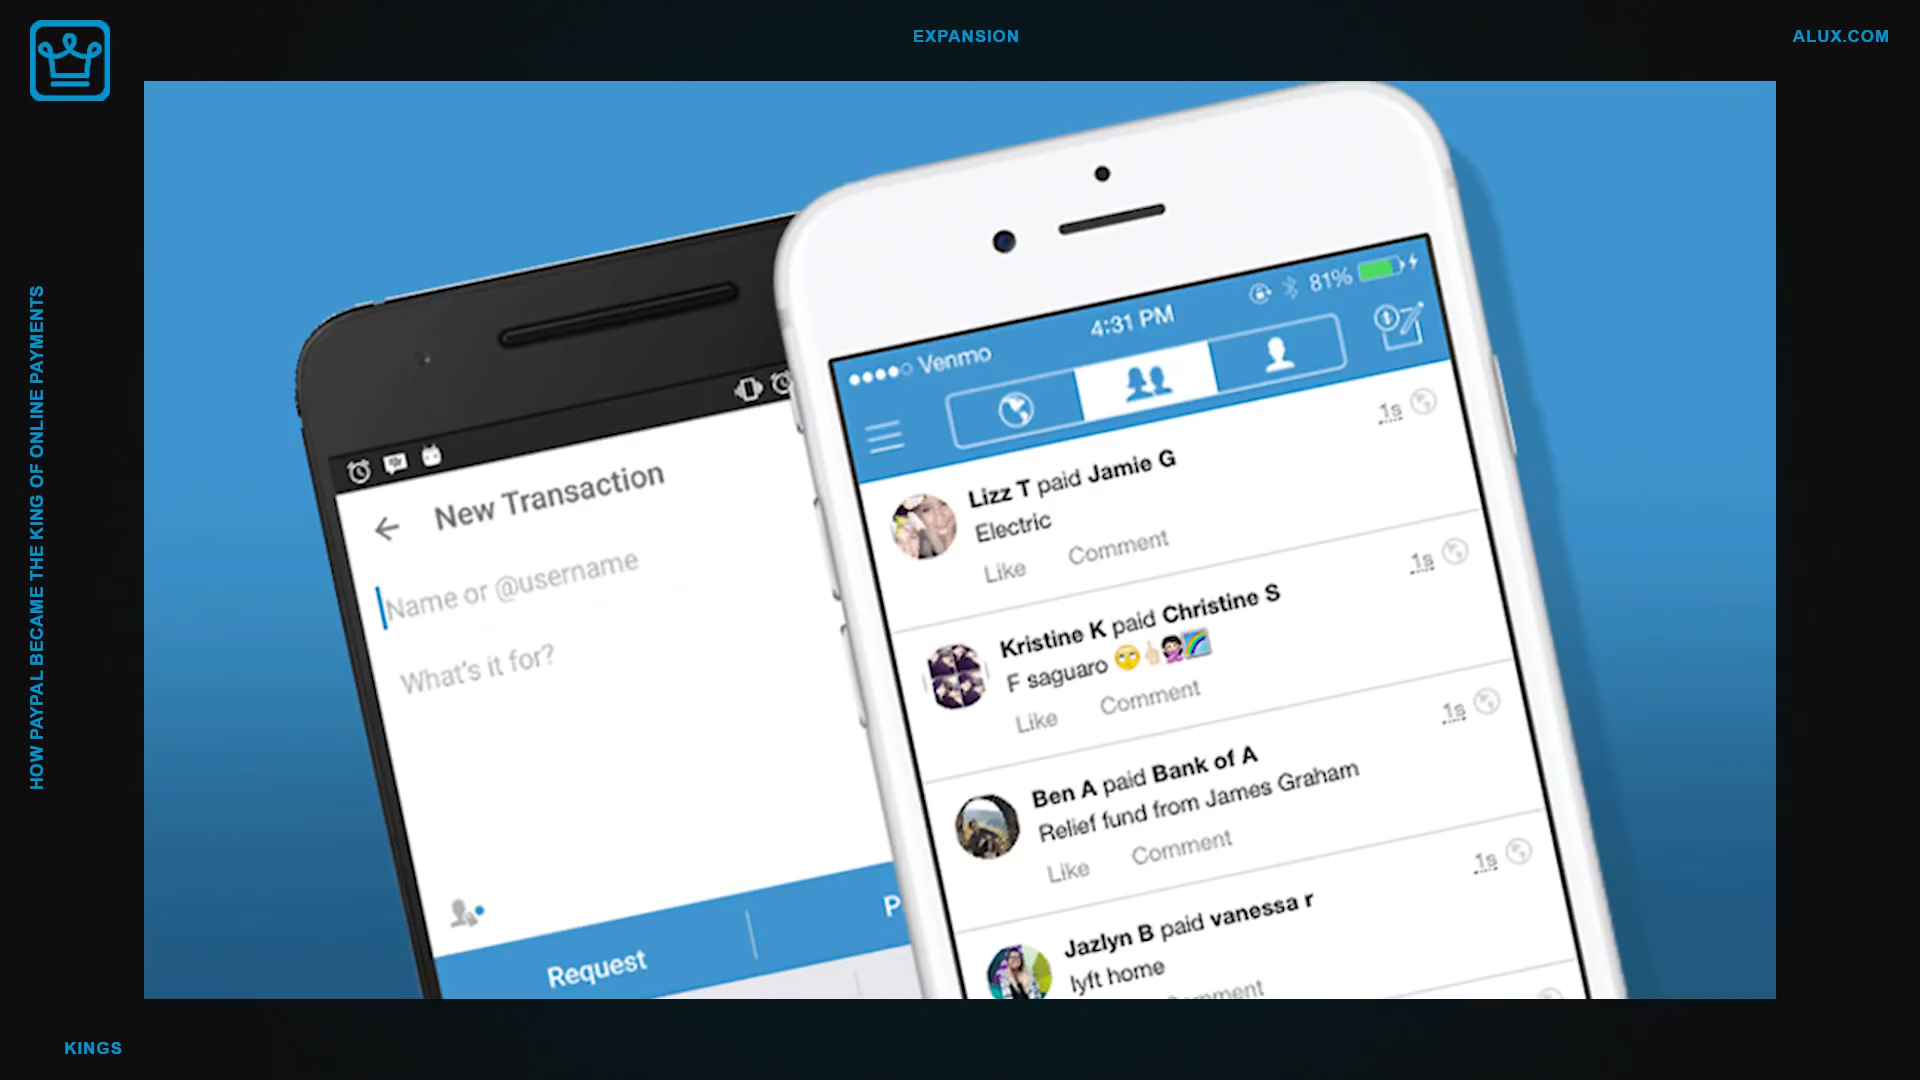 EXPANSION
ALUX.COM
HOW PAYPAL BECAME THE KING OF ONLINE PAYMENTS
New Transaction
Name or @username
What's it for?
Request
Venmo
4:31 PM
81%
Lizz T paid Jamie G
1s
Electric
Like Comment
Kristine K paid Christine S
1s
F saguaro 🙄👆🏻🙅🏻🌈
Like Comment
Ben A paid Bank of A
1s
Relief fund from James Graham
Like Comment
Jazlyn B paid vanessa r
1s
lyft home
KINGS